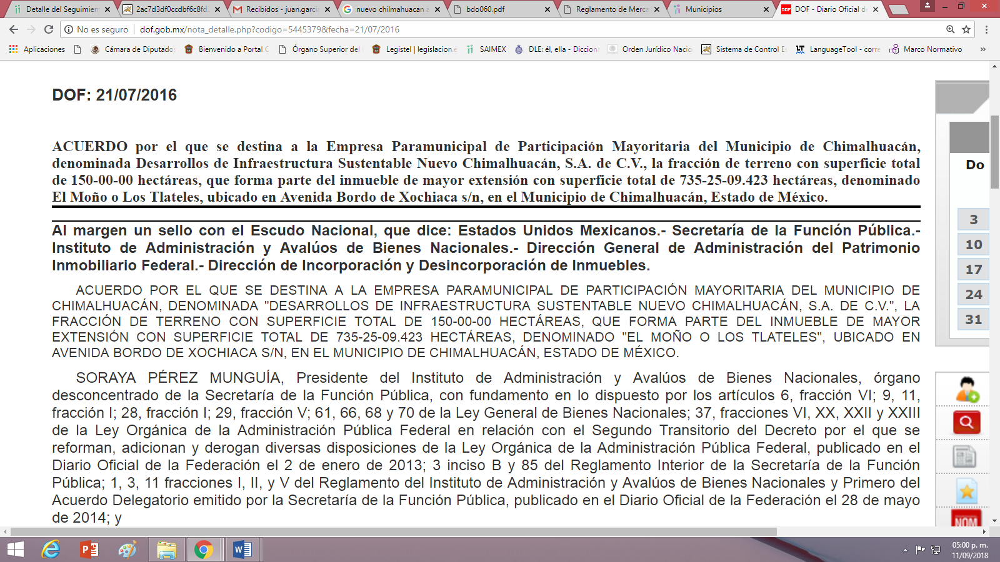 Detalle del Seguimien
2ac7d3df0ccdbf6c8fd
Recibidos - juan.garcia
nuevo chilmahuacan a
bdo060.pdf
Reglamento de Merca
Municipios
DOF - Diario Oficial d
No es seguro
dof.gob.mx/nota_detalle.php?codigo=5445379&fecha=21/07/2016
Aplicaciones
Cámara de Diputados
Bienvenido a Portal C
Órgano Superior del
Legistel | legislacion.e
SAIMEX
DLE: él, ella - Diccion
Orden Jurídico Nacio
Sistema de Control E
LanguageTool - corre
Marco Normativo
»
DOF: 21/07/2016
ACUERDO por el que se destina a la Empresa Paramunicipal de Participación Mayoritaria del Municipio de Chimalhuacán,
denominada Desarrollos de Infraestructura Sustentable Nuevo Chimalhuacán, S.A. de C.V., la fracción de terreno con superficie total
de 150-00-00 hectáreas, que forma parte del inmueble de mayor extensión con superficie total de 735-25-09.423 hectáreas, denominado
El Moño o Los Tlateles, ubicado en Avenida Bordo de Xochiaca s/n, en el Municipio de Chimalhuacán, Estado de México.
Al margen un sello con el Escudo Nacional, que dice: Estados Unidos Mexicanos.- Secretaría de la Función Pública.-
Instituto de Administración y Avalúos de Bienes Nacionales.- Dirección General de Administración del Patrimonio
Inmobiliario Federal.- Dirección de Incorporación y Desincorporación de Inmuebles.
ACUERDO POR EL QUE SE DESTINA A LA EMPRESA PARAMUNICIPAL DE PARTICIPACIÓN MAYORITARIA DEL MUNICIPIO DE
CHIMALHUACÁN, DENOMINADA "DESARROLLOS DE INFRAESTRUCTURA SUSTENTABLE NUEVO CHIMALHUACÁN, S.A. DE C.V.", LA
FRACCIÓN DE TERRENO CON SUPERFICIE TOTAL DE 150-00-00 HECTÁREAS, QUE FORMA PARTE DEL INMUEBLE DE MAYOR
EXTENSIÓN CON SUPERFICIE TOTAL DE 735-25-09.423 HECTÁREAS, DENOMINADO "EL MOÑO O LOS TLATELES", UBICADO EN
AVENIDA BORDO DE XOCHIACA S/N, EN EL MUNICIPIO DE CHIMALHUACÁN, ESTADO DE MÉXICO.
SORAYA PÉREZ MUNGUÍA, Presidente del Instituto de Administración y Avalúos de Bienes Nacionales, órgano
desconcentrado de la Secretaría de la Función Pública, con fundamento en lo dispuesto por los artículos 6, fracción VI; 9, 11,
fracción I; 28, fracción I; 29, fracción V; 61, 66, 68 y 70 de la Ley General de Bienes Nacionales; 37, fracciones VI, XX, XXII y XXIII
de la Ley Orgánica de la Administración Pública Federal en relación con el Segundo Transitorio del Decreto por el que se
reforman, adicionan y derogan diversas disposiciones de la Ley Orgánica de la Administración Pública Federal, publicado en el
Diario Oficial de la Federación el 2 de enero de 2013; 3 inciso B y 85 del Reglamento Interior de la Secretaría de la Función
Pública; 1, 3, 11 fracciones I, II, y V del Reglamento del Instituto de Administración y Avalúos de Bienes Nacionales y Primero del
Acuerdo Delegatorio emitido por la Secretaría de la Función Pública, publicado en el Diario Oficial de la Federación el 28 de mayo
de 2014; y
Do
3
10
17
24
31
NOM
05:00 p. m.
11/09/2018